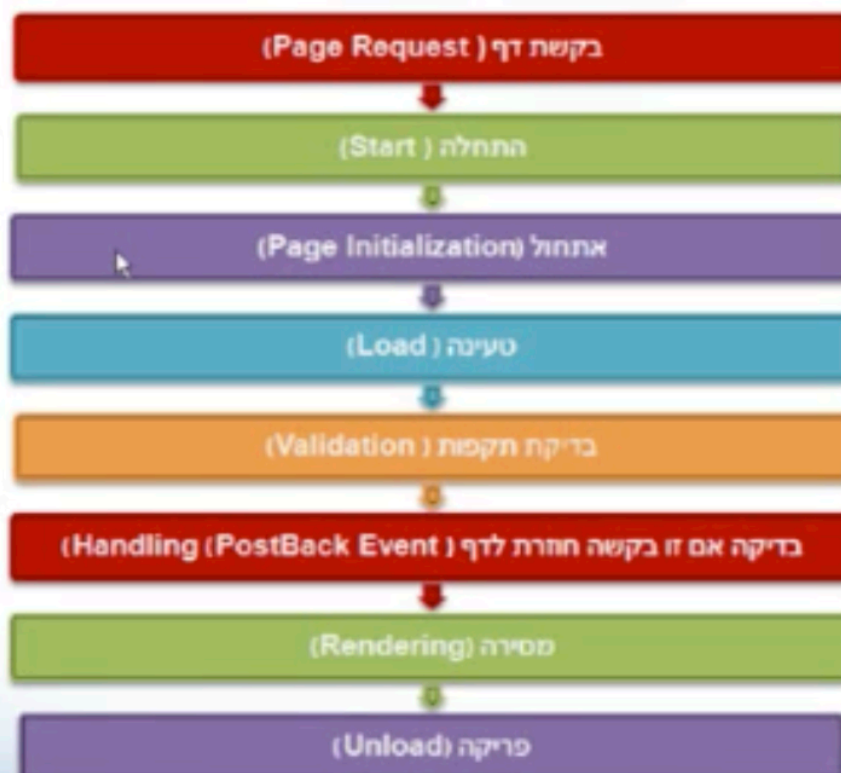 בקשת דף (Page Request)
התחלה (Start)
אתחול (Page Initialization)
טעינה (Load)
בדיקת תקפות (Validation)
בדיקה אם זו בקשה חוזרת לדף (Handling (PostBack Event)
מסירה (Rendering)
פריקה (Unload)